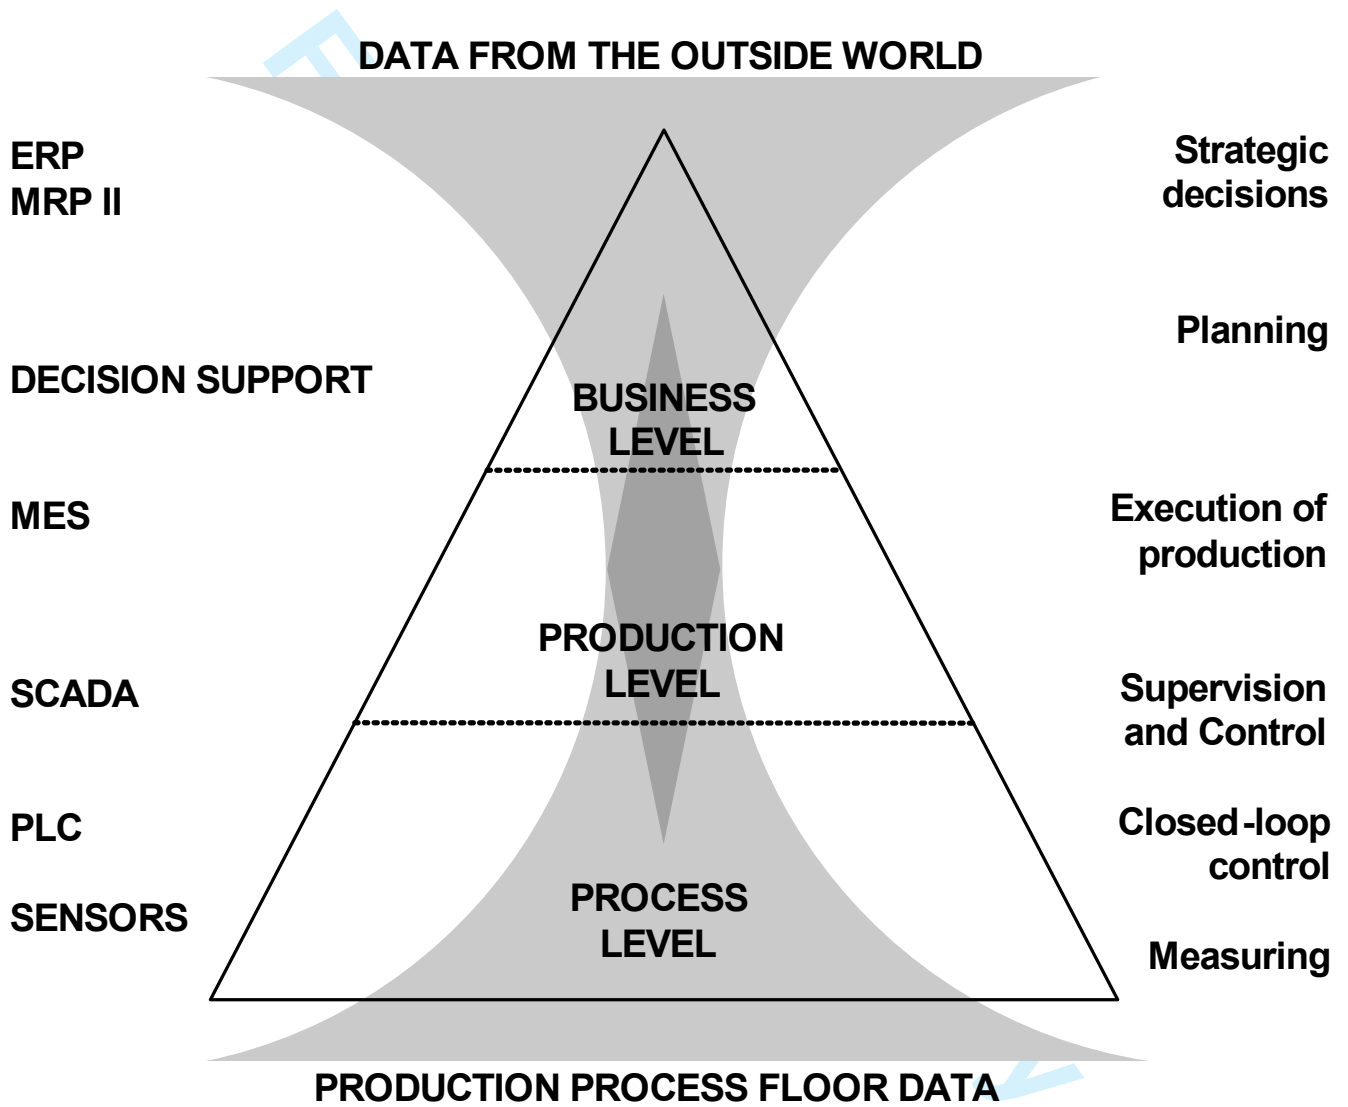 DATA FROM THE OUTSIDE WORLD
ERP
MRP II
Strategic
decisions
Planning
DECISION SUPPORT
BUSINESS
LEVEL
MES
Execution of
production
PRODUCTION
LEVEL
SCADA
Supervision
and Control
PLC
Closed-loop
control
SENSORS
PROCESS
LEVEL
Measuring
PRODUCTION PROCESS FLOOR DATA